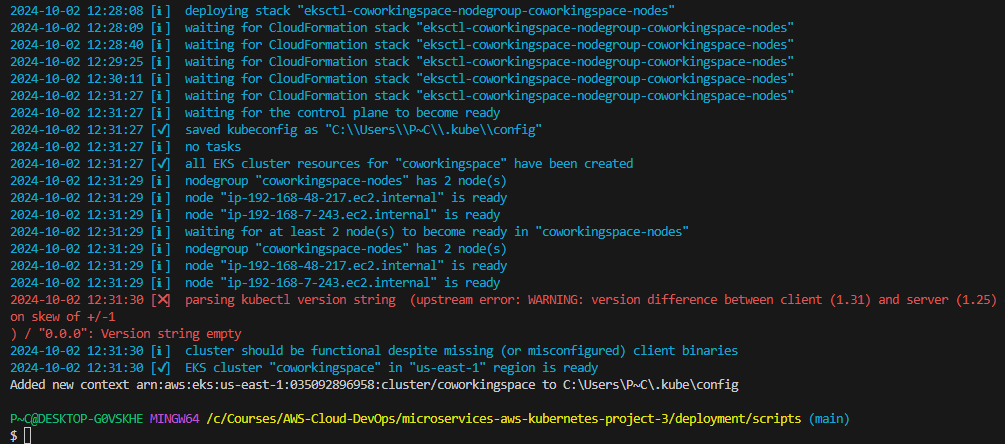 2024-10-02 12:28:08 [ℹ]  deploying stack "eksctl-coworkingspace-nodegroup-coworkingspace-nodes"
2024-10-02 12:28:09 [ℹ]  waiting for CloudFormation stack "eksctl-coworkingspace-nodegroup-coworkingspace-nodes"
2024-10-02 12:28:40 [ℹ]  waiting for CloudFormation stack "eksctl-coworkingspace-nodegroup-coworkingspace-nodes"
2024-10-02 12:29:25 [ℹ]  waiting for CloudFormation stack "eksctl-coworkingspace-nodegroup-coworkingspace-nodes"
2024-10-02 12:30:11 [ℹ]  waiting for CloudFormation stack "eksctl-coworkingspace-nodegroup-coworkingspace-nodes"
2024-10-02 12:31:27 [ℹ]  waiting for CloudFormation stack "eksctl-coworkingspace-nodegroup-coworkingspace-nodes"
2024-10-02 12:31:27 [ℹ]  waiting for the control plane to become ready
2024-10-02 12:31:27 [✔]  saved kubeconfig as "C:\\Users\\P~C\\.kube\\config"
2024-10-02 12:31:27 [ℹ]  no tasks
2024-10-02 12:31:27 [✔]  all EKS cluster resources for "coworkingspace" have been created
2024-10-02 12:31:29 [ℹ]  nodegroup "coworkingspace-nodes" has 2 node(s)
2024-10-02 12:31:29 [ℹ]  node "ip-192-168-48-217.ec2.internal" is ready
2024-10-02 12:31:29 [ℹ]  node "ip-192-168-7-243.ec2.internal" is ready
2024-10-02 12:31:29 [ℹ]  waiting for at least 2 node(s) to become ready in "coworkingspace-nodes"
2024-10-02 12:31:29 [ℹ]  nodegroup "coworkingspace-nodes" has 2 node(s)
2024-10-02 12:31:29 [ℹ]  node "ip-192-168-48-217.ec2.internal" is ready
2024-10-02 12:31:29 [ℹ]  node "ip-192-168-7-243.ec2.internal" is ready
2024-10-02 12:31:30 [✖]  parsing kubectl version string  (upstream error: WARNING: version difference between client (1.31) and server (1.25)
on skew of +/-1
) / "0.0.0": Version string empty
2024-10-02 12:31:30 [ℹ]  cluster should be functional despite missing (or misconfigured) client binaries
2024-10-02 12:31:30 [✔]  EKS cluster "coworkingspace" in "us-east-1" region is ready
Added new context arn:aws:eks:us-east-1:035092896958:cluster/coworkingspace to C:\Users\P~C\.kube\config
P~C@DESKTOP-G0VSKHE MINGW64 /c/Courses/AWS-Cloud-DevOps/microservices-aws-kubernetes-project-3/deployment/scripts (main)
$